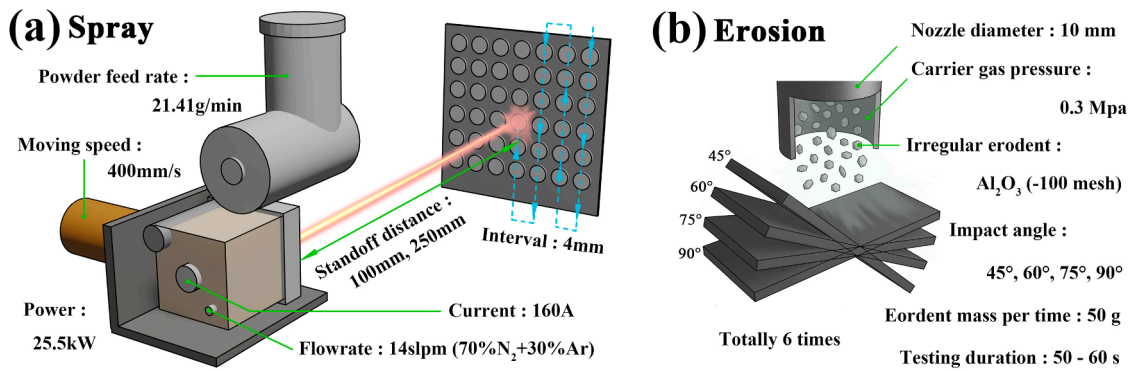 (a) Spray
Powder feed rate :
21.41g/min
Moving speed :
400mm/s
Standoff distance :
100mm, 250mm
Interval : 4mm
Power :
25.5kW
Current : 160A
Flowrate : 14slpm (70%N₂+30%Ar)
(b) Erosion
Nozzle diameter : 10 mm
Carrier gas pressure :
0.3 Mpa
Irregular erodent :
Al₂O₃ (-100 mesh)
45°
60°
75°
90°
Impact angle :
45°, 60°, 75°, 90°
Eordent mass per time : 50 g
Totally 6 times
Testing duration : 50 - 60 s